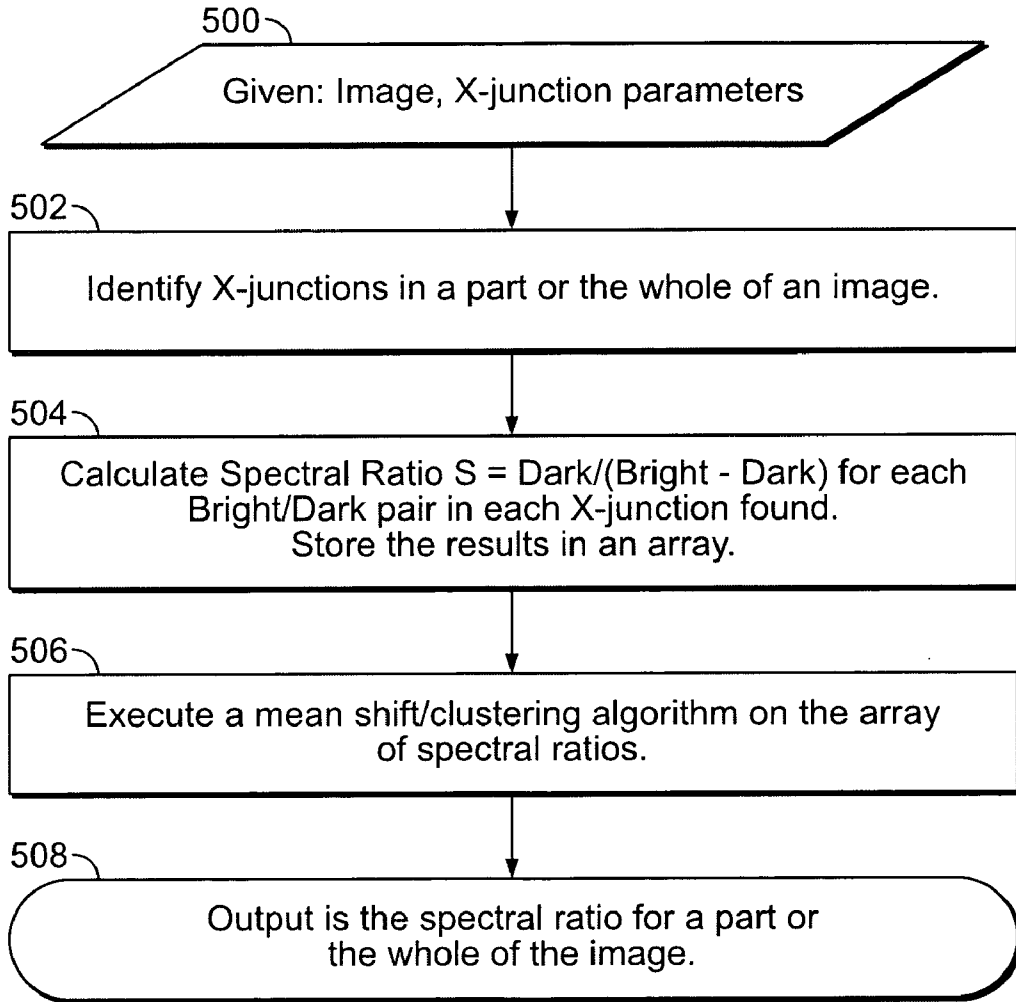 500
Given: Image, X-junction parameters
502
Identify X-junctions in a part or the whole of an image.
504
Calculate Spectral Ratio S = Dark/(Bright - Dark) for each
Bright/Dark pair in each X-junction found.
Store the results in an array.
506
Execute a mean shift/clustering algorithm on the array
of spectral ratios.
508
Output is the spectral ratio for a part or
the whole of the image.